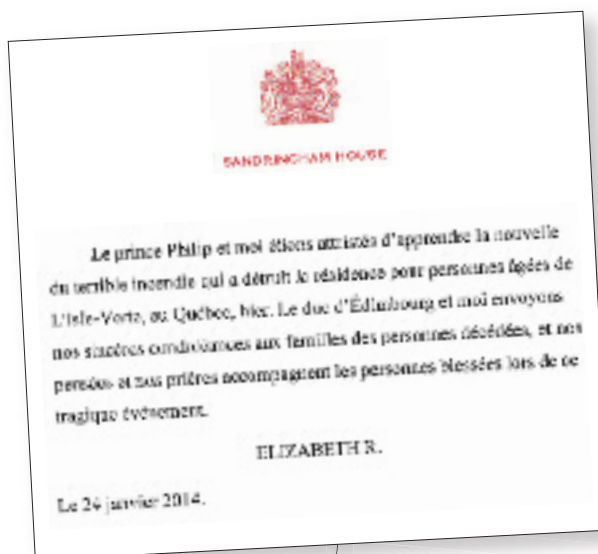 SANDRINGHAM HOUSE
Le prince Philip et moi étions attristés d'apprendre la nouvelle
du terrible incendie qui a détruit la résidence pour personnes âgées de
L'Isle-Verte, au Québec, hier. Le duc d'Édimbourg et moi envoyons
nos sincères condoléances aux familles des personnes décédées, et nos
pensées et nos prières accompagnent les personnes blessées lors de ce
tragique événement.
ELIZABETH R.
Le 24 janvier 2014.